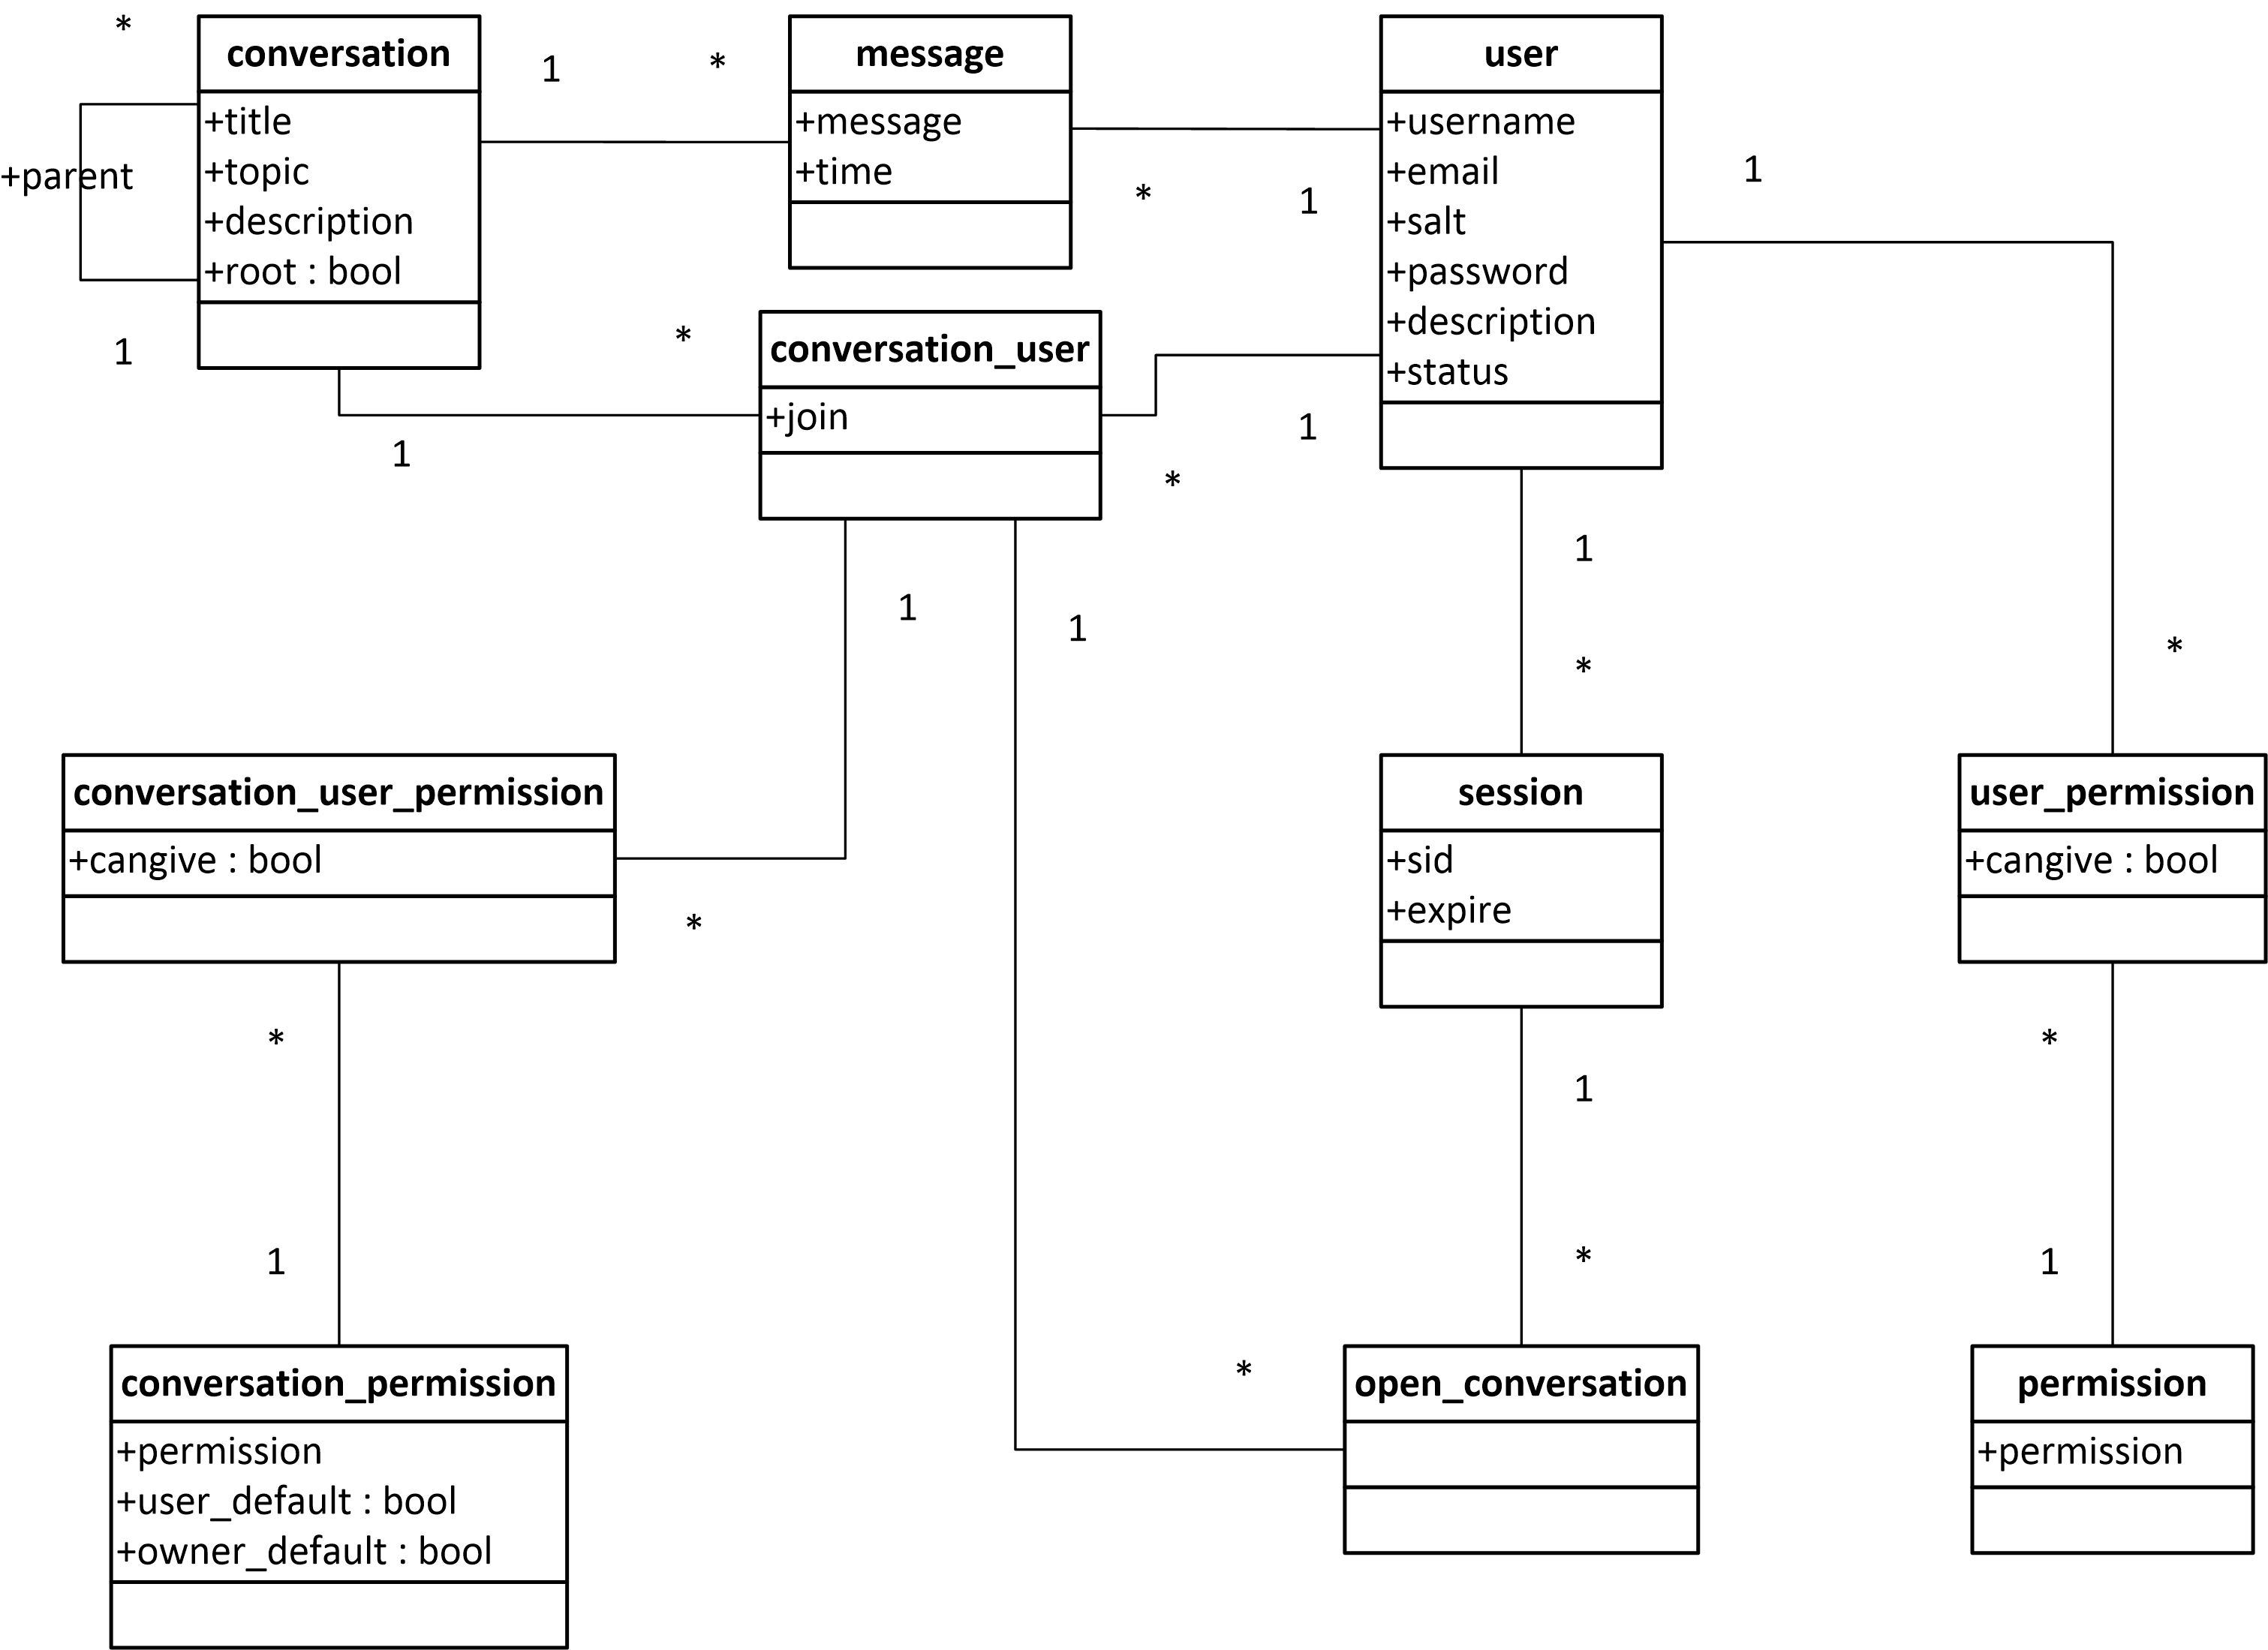 *
conversation
+title
+topic
+description
+root : bool
+parent
1
1
*
message
+message
+time
*
1
user
+username
+email
+salt
+password
+description
+status
1
*
1
conversation_user
+join
*
1
1
1
1
*
*
conversation_user_permission
+cangive : bool
*
session
+sid
+expire
user_permission
+cangive : bool
*
1
*
1
*
1
conversation_permission
+permission
+user_default : bool
+owner_default : bool
*
open_conversation
permission
+permission